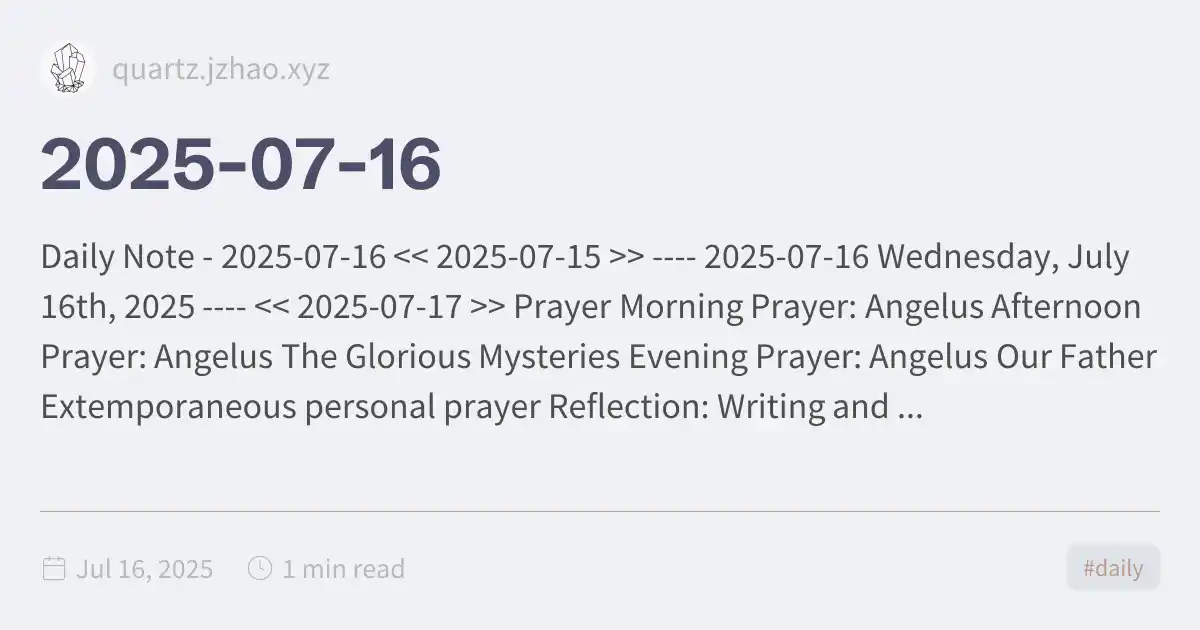 quartz.jzhao.xyz
2025-07-16
Daily Note - 2025-07-16 << 2025-07-15 >> ---- 2025-07-16 Wednesday, July
16th, 2025 ---- << 2025-07-17 >> Prayer Morning Prayer: Angelus Afternoon
Prayer: Angelus The Glorious Mysteries Evening Prayer: Angelus Our Father
Extemporaneous personal prayer Reflection: Writing and ...
Jul 16, 2025 1 min read #daily